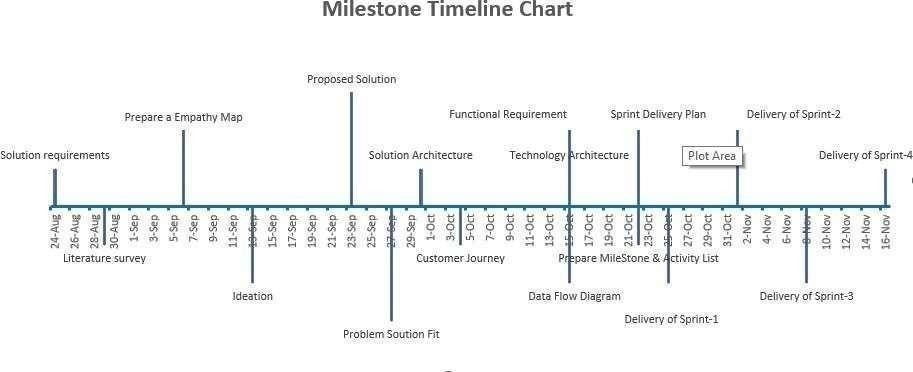 Milestone Timeline Chart
Proposed Solution
Prepare a Empathy Map
Functional Requirement
Sprint Delivery Plan
Delivery of Sprint-2
Solution requirements
Solution Architecture
Technology Architecture
Plot Area
Delivery of Sprint-4
24-Aug
26-Aug
28-Aug
30-Aug
1-Sep
3-Sep
5-Sep
7-Sep
9-Sep
11-Sep
13-Sep
15-Sep
17-Sep
19-Sep
21-Sep
23-Sep
25-Sep
27-Sep
29-Sep
1-Oct
3-Oct
5-Oct
7-Oct
9-Oct
11-Oct
13-Oct
15-Oct
17-Oct
19-Oct
21-Oct
23-Oct
25-Oct
27-Oct
29-Oct
31-Oct
2-Nov
4-Nov
6-Nov
8-Nov
10-Nov
12-Nov
14-Nov
16-Nov
Literature survey
Customer Journey
Prepare MileStone & Activity List
Ideation
Data Flow Diagram
Delivery of Sprint-3
Delivery of Sprint-1
Problem Soution Fit